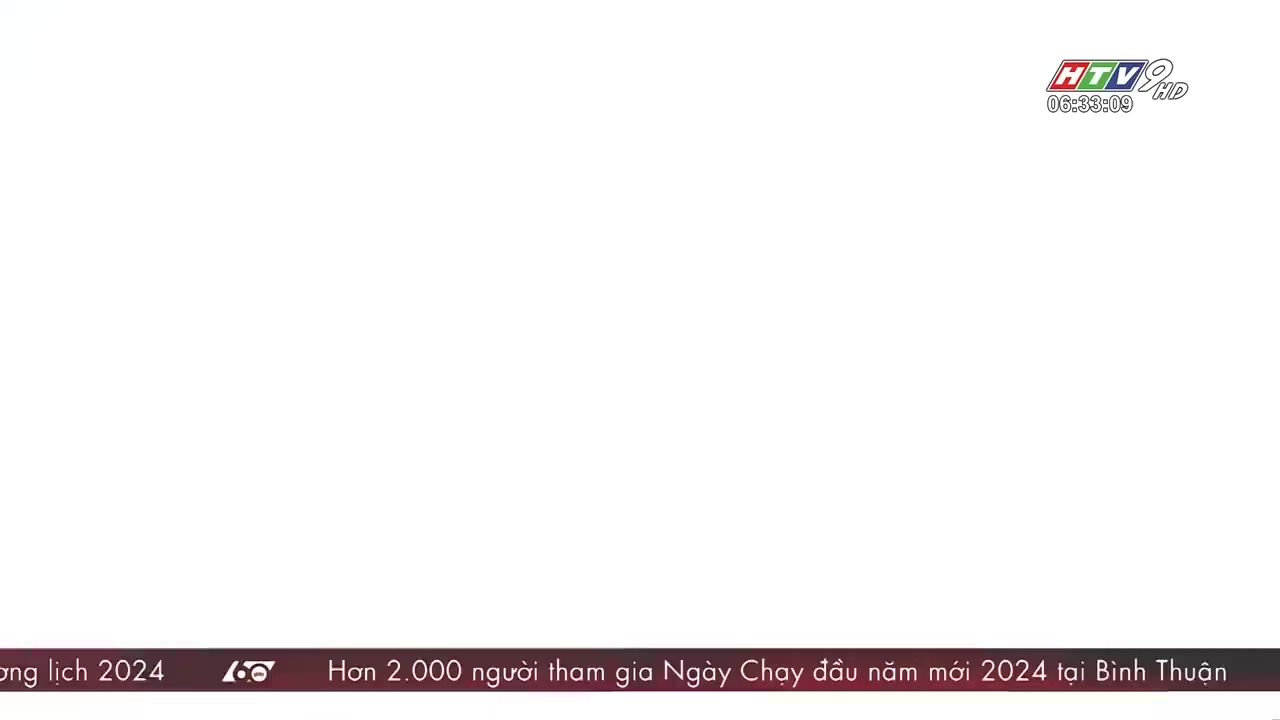 HTV9 HD
06:33:09
ơng lịch 2024 60 giây Hơn 2.000 người tham gia Ngày Chạy đầu năm mới 2024 tại Bình Thuận